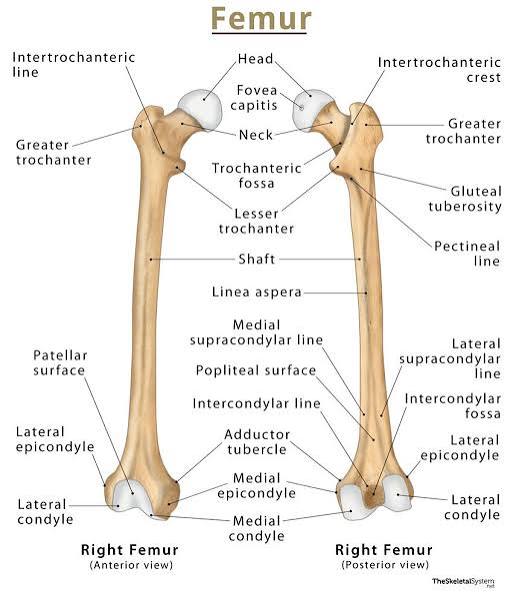 Femur
Intertrochanteric
line
Head
Intertrochanteric
crest
Fovea
capitis
Neck
Greater
trochanter
Greater
trochanter
Trochanteric
fossa
Gluteal
tuberosity
Lesser
trochanter
Pectineal
line
Shaft
Linea aspera
Medial
supracondylar line
Patellar
surface
Lateral
supracondylar
line
Popliteal surface
Intercondylar line
Intercondylar
fossa
Lateral
epicondyle
Adductor
tubercle
Lateral
epicondyle
Medial
epicondyle
Lateral
condyle
Lateral
condyle
Medial
condyle
Right Femur
(Anterior view)
Right Femur
(Posterior view)
TheSkeletalSystem
.net